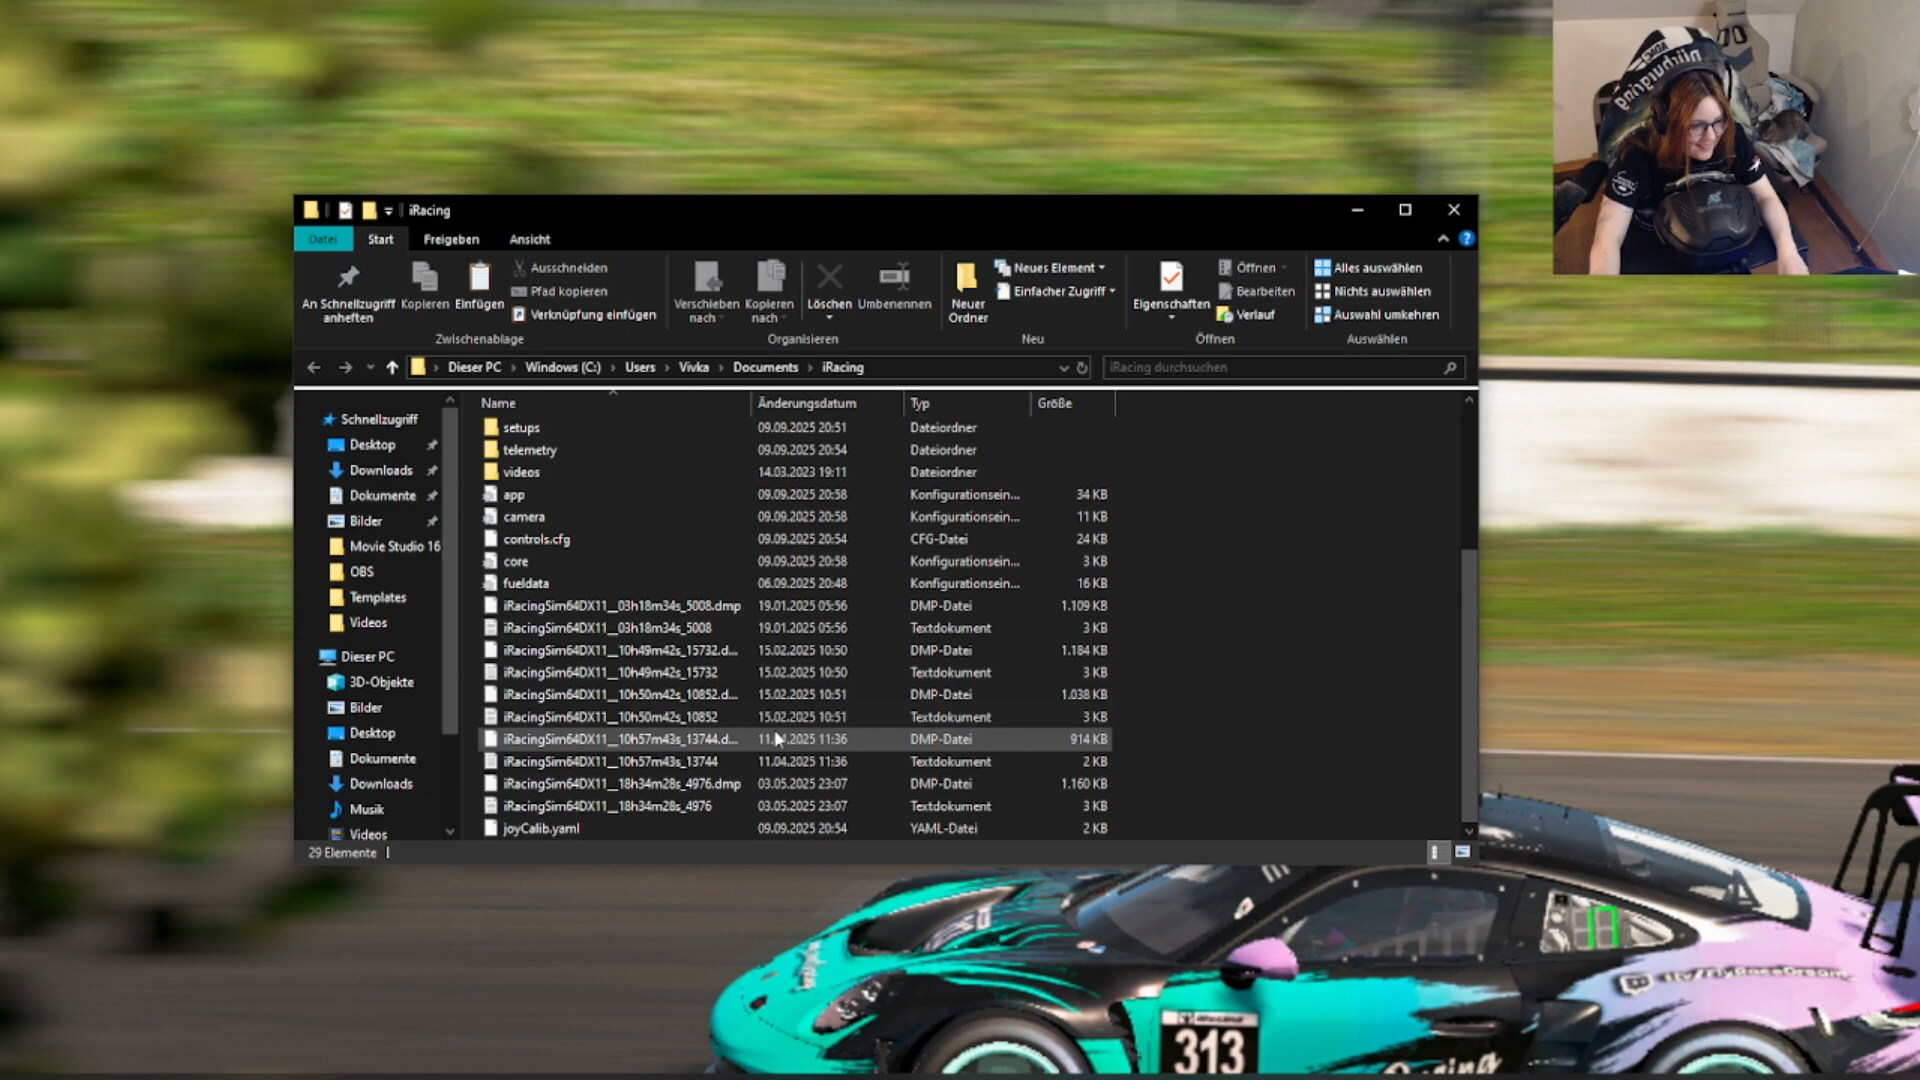 iRacing
Datei Start Freigeben Ansicht
An Schnellzugriff anheften
Kopieren
Einfügen
Ausschneiden
Pfad kopieren
Verknüpfung einfügen
Zwischenablage
Verschieben nach
Kopieren nach
Löschen
Umbenennen
Organisieren
Neuer Ordner
Neues Element
Einfacher Zugriff
Neu
Eigenschaften
Öffnen
Bearbeiten
Verlauf
Öffnen
Alles auswählen
Nichts auswählen
Auswahl umkehren
Auswählen
Dieser PC › Windows (C:) › Users › Vivka › Documents › iRacing
iRacing durchsuchen
Schnellzugriff
Desktop
Downloads
Dokumente
Bilder
Movie Studio 16
OBS
Templates
Videos
Dieser PC
3D-Objekte
Bilder
Desktop
Dokumente
Downloads
Musik
Videos
Name Änderungsdatum Typ Größe
setups 09.09.2025 20:51 Dateiordner
telemetry 09.09.2025 20:54 Dateiordner
videos 14.03.2023 19:11 Dateiordner
app 09.09.2025 20:58 Konfigurationsein... 34 KB
camera 09.09.2025 20:58 Konfigurationsein... 11 KB
controls.cfg 09.09.2025 20:54 CFG-Datei 24 KB
core 09.09.2025 20:58 Konfigurationsein... 3 KB
fueldata 06.09.2025 20:48 Konfigurationsein... 16 KB
iRacingSim64DX11__03h18m34s_5008.dmp 19.01.2025 05:56 DMP-Datei 1.109 KB
iRacingSim64DX11__03h18m34s_5008 19.01.2025 05:56 Textdokument 3 KB
iRacingSim64DX11__10h49m42s_15732.d... 15.02.2025 10:50 DMP-Datei 1.184 KB
iRacingSim64DX11__10h49m42s_15732 15.02.2025 10:50 Textdokument 3 KB
iRacingSim64DX11__10h50m42s_10852.d... 15.02.2025 10:51 DMP-Datei 1.038 KB
iRacingSim64DX11__10h50m42s_10852 15.02.2025 10:51 Textdokument 3 KB
iRacingSim64DX11__10h57m43s_13744.d... 2025 11:36 DMP-Datei 914 KB
iRacingSim64DX11__10h57m43s_13744 11.04.2025 11:36 Textdokument 2 KB
iRacingSim64DX11__18h34m28s_4976.dmp 03.05.2025 23:07 DMP-Datei 1.160 KB
iRacingSim64DX11__18h34m28s_4976 03.05.2025 23:07 Textdokument 3 KB
joyCalib.yaml 09.09.2025 20:54 YAML-Datei 2 KB
29 Elemente
313